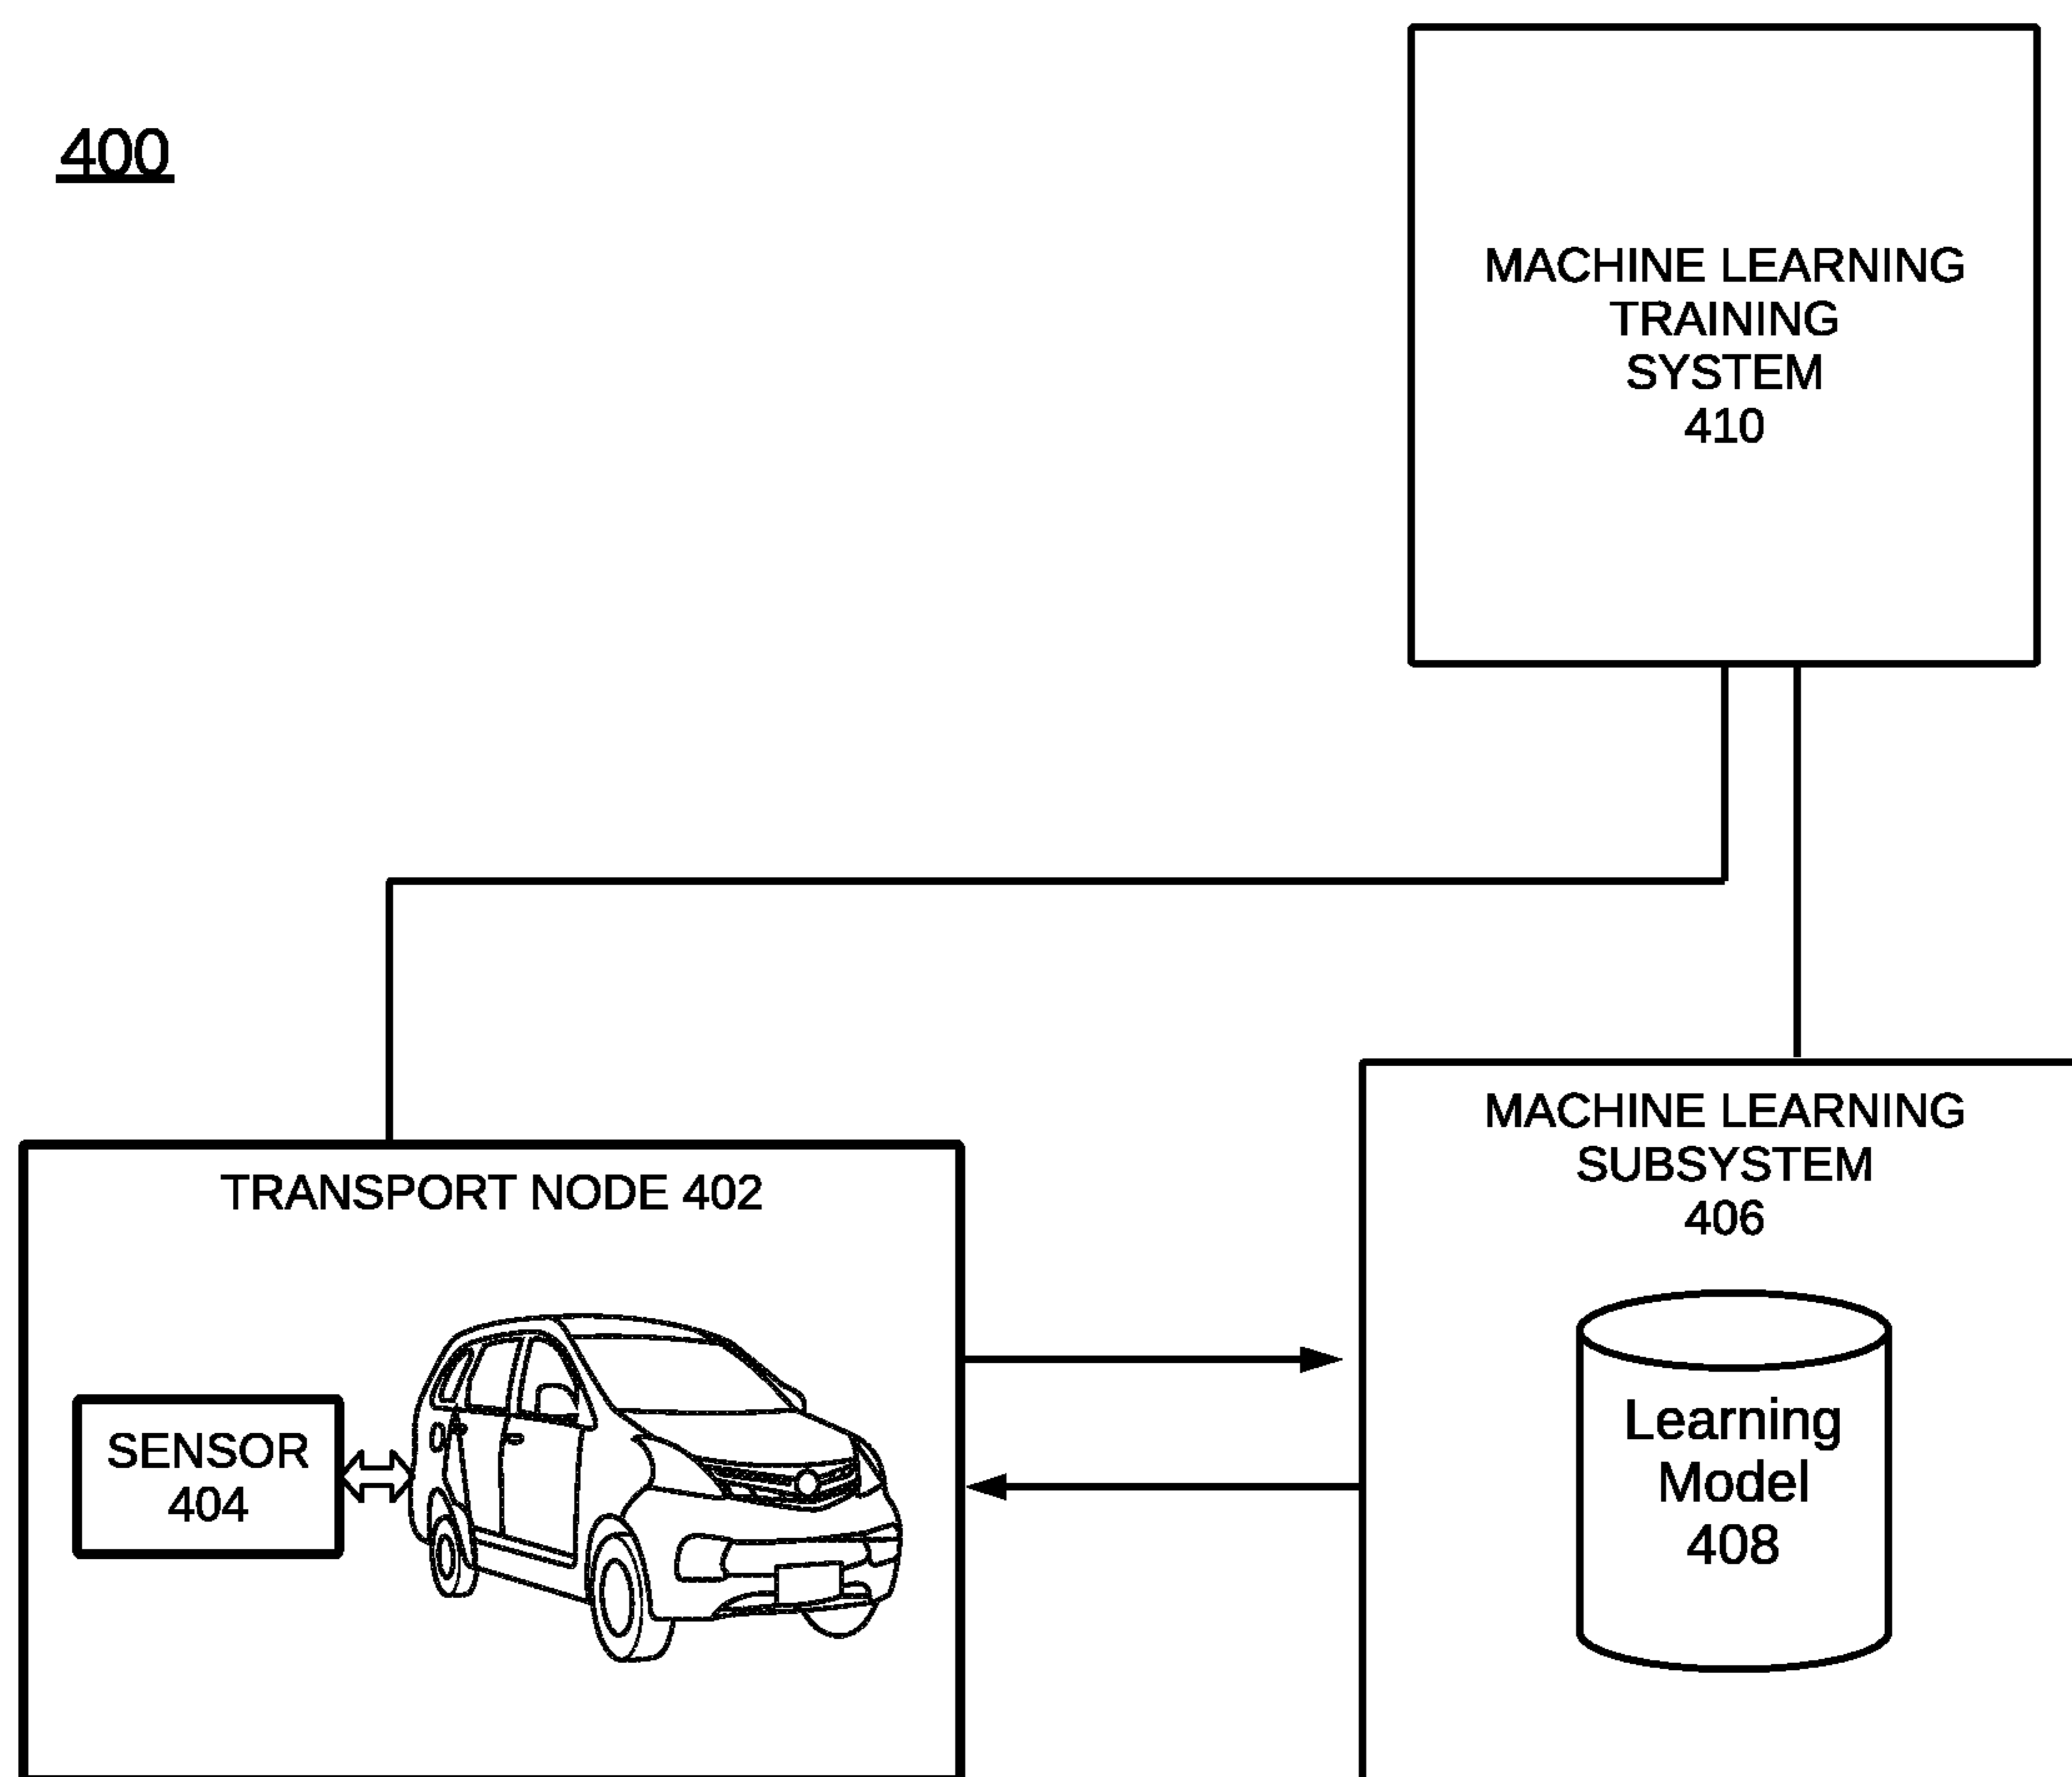 400
MACHINE LEARNING
TRAINING
SYSTEM
410
TRANSPORT NODE 402
SENSOR
404
MACHINE LEARNING
SUBSYSTEM
406
Learning
Model
408